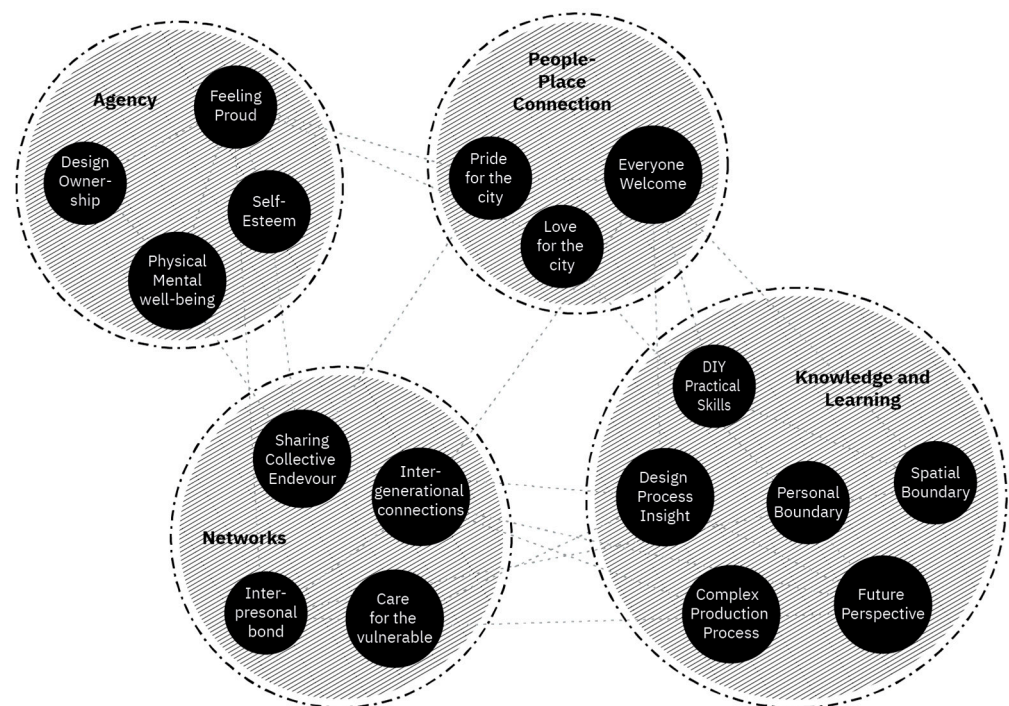 Agency
Feeling
Proud
Design
Owner-
ship
Self-
Esteem
Physical
Mental
well-being
People-
Place
Connection
Pride
for the
city
Everyone
Welcome
Love
for the
city
Networks
Sharing
Collective
Endevour
Inter-
generational
connections
Inter-
presonal
bond
Care
for the
vulnerable
Knowledge and
Learning
DIY
Practical
Skills
Design
Process
Insight
Personal
Boundary
Spatial
Boundary
Complex
Production
Process
Future
Perspective